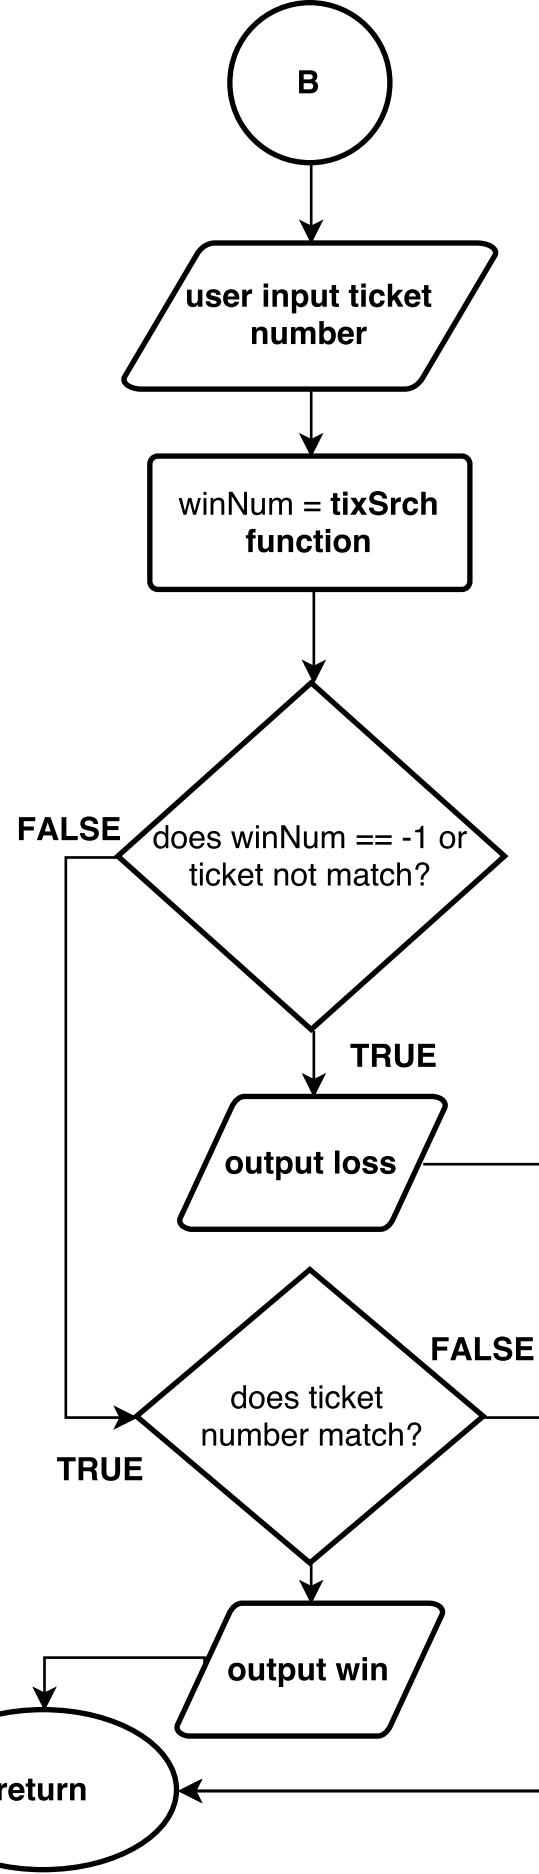 B
user input ticket
number
winNum = tixSrch
function
FALSE
does winNum == -1 or
ticket not match?
TRUE
output loss
FALSE
does ticket
number match?
TRUE
output win
return